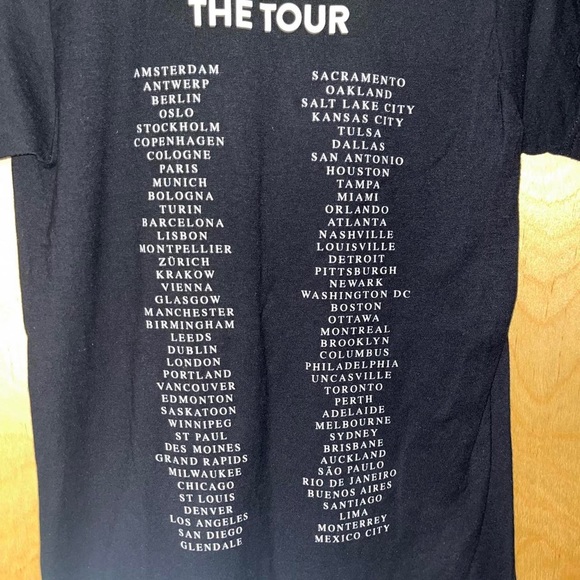 THE TOUR
AMSTERDAM
ANTWERP
BERLIN
OSLO
STOCKHOLM
COPENHAGEN
COLOGNE
PARIS
MUNICH
BOLOGNA
TURIN
BARCELONA
LISBON
MONTPELLIER
ZÜRICH
KRAKOW
VIENNA
GLASGOW
MANCHESTER
BIRMINGHAM
LEEDS
DUBLIN
LONDON
PORTLAND
VANCOUVER
EDMONTON
SASKATOON
WINNIPEG
ST PAUL
DES MOINES
GRAND RAPIDS
MILWAUKEE
CHICAGO
ST LOUIS
DENVER
LOS ANGELES
SAN DIEGO
GLENDALE
SACRAMENTO
OAKLAND
SALT LAKE CITY
KANSAS CITY
TULSA
DALLAS
SAN ANTONIO
HOUSTON
TAMPA
MIAMI
ORLANDO
ATLANTA
NASHVILLE
LOUISVILLE
DETROIT
PITTSBURGH
NEWARK
WASHINGTON DC
BOSTON
OTTAWA
MONTREAL
BROOKLYN
COLUMBUS
PHILADELPHIA
UNCASVILLE
TORONTO
PERTH
ADELAIDE
MELBOURNE
SYDNEY
BRISBANE
AUCKLAND
SÃO PAULO
RIO DE JANEIRO
BUENOS AIRES
SANTIAGO
LIMA
MONTERREY
MEXICO CITY